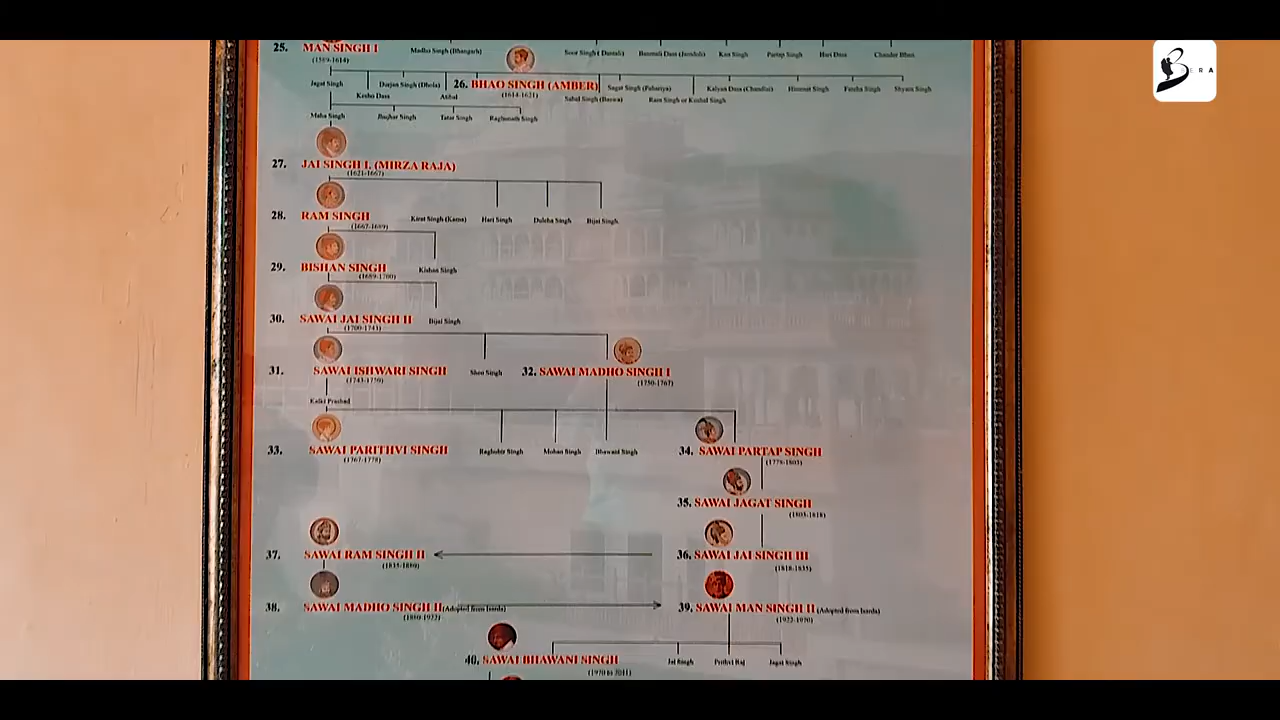 BERA
25. MAN SINGH I
(1589-1614)
Madho Singh (Bhangarh)
Soor Singh (Dantali)
Banmali Dass (Jasndoli)
Kan Singh
Partap Singh
Hari Dass
Chander Bhan
Jagat Singh
Kesho Dass
Durjan Singh (Dhola)
Atibal
26. BHAO SINGH (AMBER)
(1614-1621)
Sagat Singh (Pahariya)
Sabal Singh (Baswa)
Ram Singh or Kushal Singh
Kalyan Dass (Chandlai)
Himmat Singh
Fateha Singh
Shyam Singh
Maha Singh
Jhujhar Singh
Tatar Singh
Raghunath Singh
27. JAI SINGH I, (MIRZA RAJA)
(1621-1667)
28. RAM SINGH
(1667-1689)
Kirat Singh (Kama)
Hari Singh
Duleha Singh
Bijai Singh
29. BISHAN SINGH
(1689-1700)
Kishan Singh
30. SAWAI JAI SINGH II
(1700-1743)
Bijai Singh
31. SAWAI ISHWARI SINGH
(1743-1750)
Sheo Singh
32. SAWAI MADHO SINGH I
(1750-1767)
Kalki Prashad
33. SAWAI PARITHVI SINGH
(1767-1778)
Raghubir Singh
Mohan Singh
Bhawani Singh
34. SAWAI PARTAP SINGH
(1778-1803)
35. SAWAI JAGAT SINGH
(1803-1818)
37. SAWAI RAM SINGH II
(1835-1880)
36. SAWAI JAI SINGH III
(1818-1835)
38. SAWAI MADHO SINGH II (Adopted from Isarda)
(1880-1922)
39. SAWAI MAN SINGH II (Adopted from Isarda)
(1922-1970)
40. SAWAI BHAWANI SINGH
(1970 to 2011)
Jai Singh
Prithvi Raj
Jagat Singh